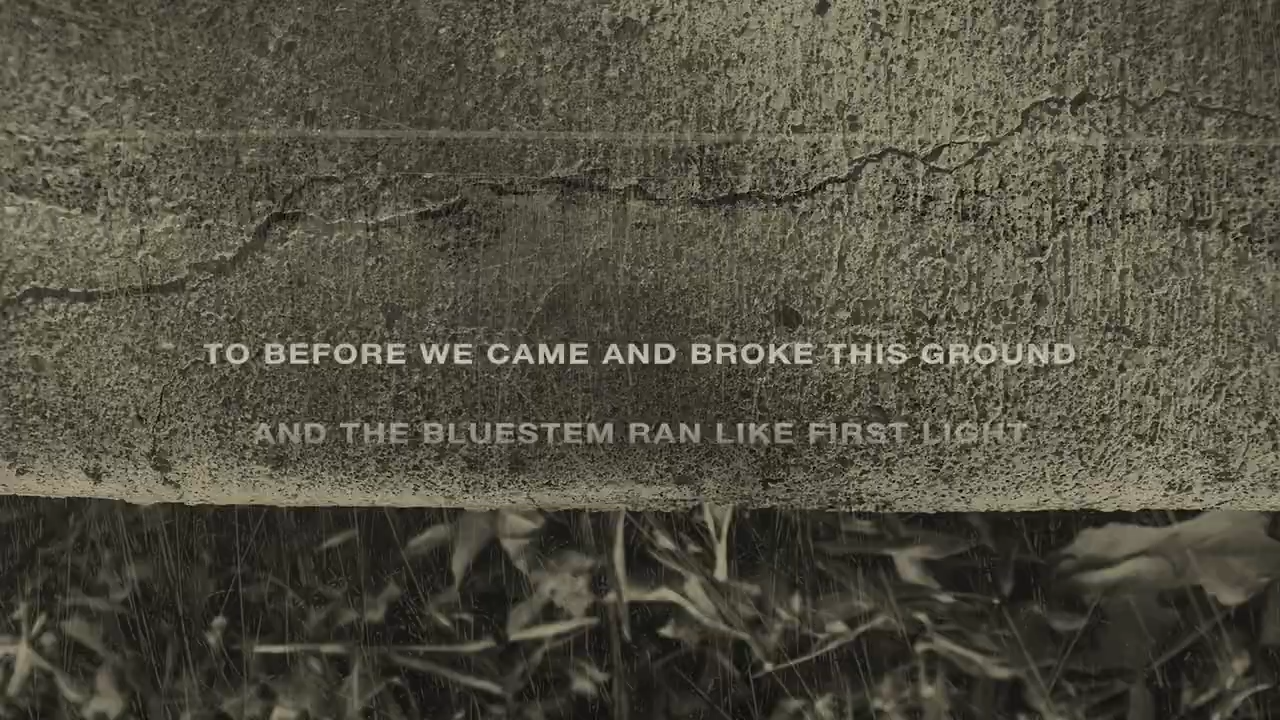 TO BEFORE WE CAME AND BROKE THIS GROUND
AND THE BLUESTEM RAN LIKE FIRST LIGHT